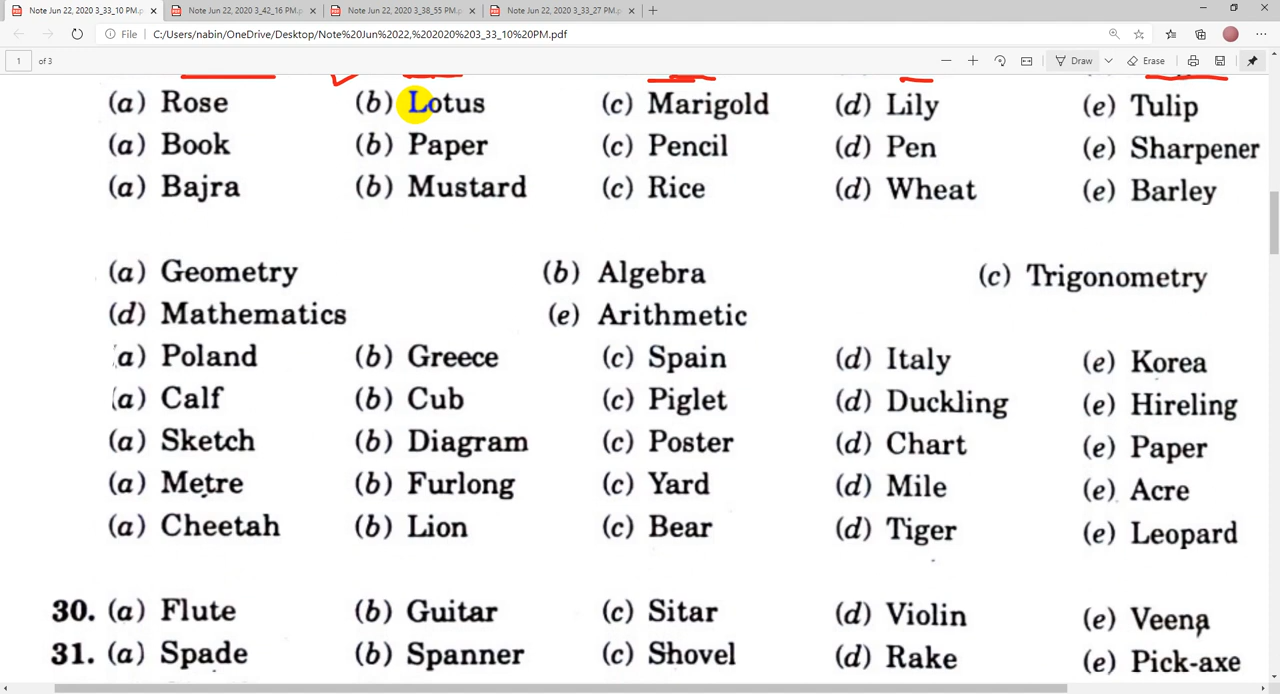 Note Jun 22, 2020 3_33_10 PM.p Note Jun 22, 2020 3_42_16 PM.p Note Jun 22, 2020 3_38_55 PM.p Note Jun 22, 2020 3_33_27 PM.p
File C:/Users/nabin/OneDrive/Desktop/Note%20Jun%2022,%202020%203_33_10%20PM.pdf
1 of 3 Draw Erase
(a) Rose (b) Lotus (c) Marigold (d) Lily (e) Tulip
(a) Book (b) Paper (c) Pencil (d) Pen (e) Sharpener
(a) Bajra (b) Mustard (c) Rice (d) Wheat (e) Barley
(a) Geometry (b) Algebra (c) Trigonometry
(d) Mathematics (e) Arithmetic
(a) Poland (b) Greece (c) Spain (d) Italy (e) Korea
(a) Calf (b) Cub (c) Piglet (d) Duckling (e) Hireling
(a) Sketch (b) Diagram (c) Poster (d) Chart (e) Paper
(a) Metre (b) Furlong (c) Yard (d) Mile (e) Acre
(a) Cheetah (b) Lion (c) Bear (d) Tiger (e) Leopard
30. (a) Flute (b) Guitar (c) Sitar (d) Violin (e) Veena
31. (a) Spade (b) Spanner (c) Shovel (d) Rake (e) Pick-axe